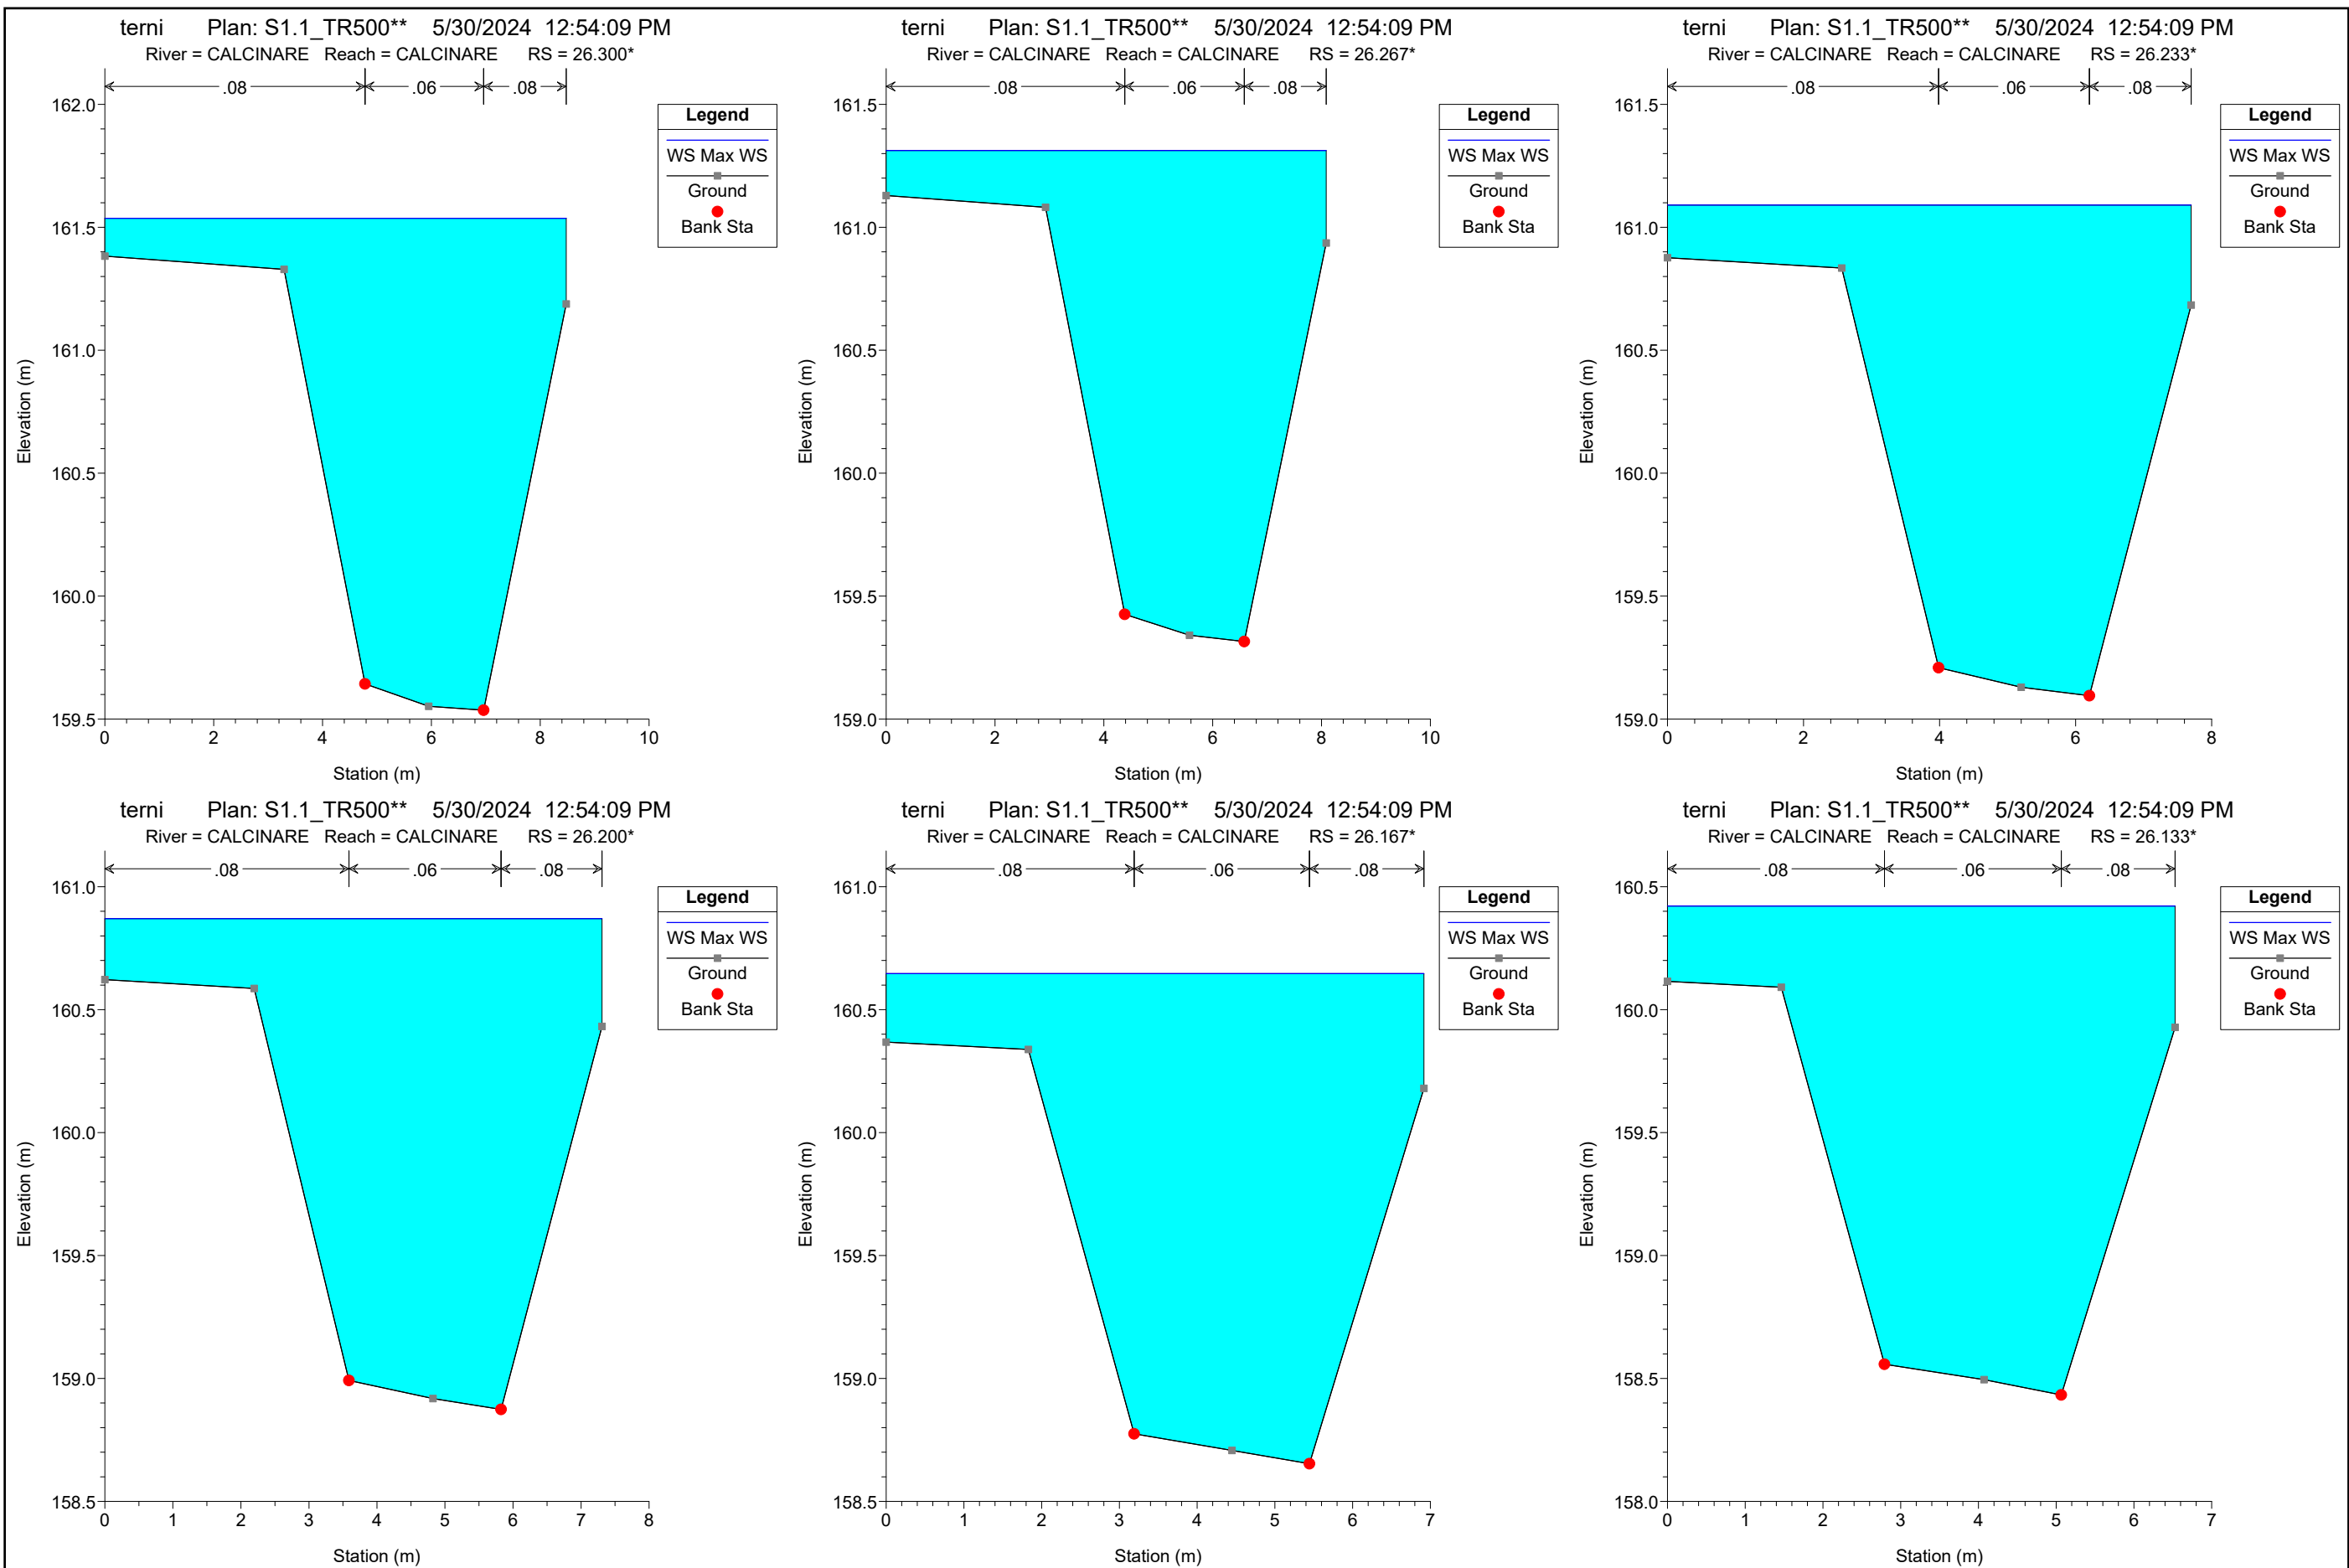 terni Plan: S1.1_TR500** 5/30/2024 12:54:09 PM
River = CALCINARE Reach = CALCINARE RS = 26.300*
.08 .06 .08
Legend
WS Max WS
Ground
Bank Sta
162.0
161.5
161.0
160.5
160.0
159.5
0 2 4 6 8 10
Elevation (m)
Station (m)
terni Plan: S1.1_TR500** 5/30/2024 12:54:09 PM
River = CALCINARE Reach = CALCINARE RS = 26.267*
.08 .06 .08
Legend
WS Max WS
Ground
Bank Sta
161.5
161.0
160.5
160.0
159.5
159.0
0 2 4 6 8 10
Elevation (m)
Station (m)
terni Plan: S1.1_TR500** 5/30/2024 12:54:09 PM
River = CALCINARE Reach = CALCINARE RS = 26.233*
.08 .06 .08
Legend
WS Max WS
Ground
Bank Sta
161.5
161.0
160.5
160.0
159.5
159.0
0 2 4 6 8
Elevation (m)
Station (m)
terni Plan: S1.1_TR500** 5/30/2024 12:54:09 PM
River = CALCINARE Reach = CALCINARE RS = 26.200*
.08 .06 .08
Legend
WS Max WS
Ground
Bank Sta
161.0
160.5
160.0
159.5
159.0
158.5
0 1 2 3 4 5 6 7 8
Elevation (m)
Station (m)
terni Plan: S1.1_TR500** 5/30/2024 12:54:09 PM
River = CALCINARE Reach = CALCINARE RS = 26.167*
.08 .06 .08
Legend
WS Max WS
Ground
Bank Sta
161.0
160.5
160.0
159.5
159.0
158.5
0 1 2 3 4 5 6 7
Elevation (m)
Station (m)
terni Plan: S1.1_TR500** 5/30/2024 12:54:09 PM
River = CALCINARE Reach = CALCINARE RS = 26.133*
.08 .06 .08
Legend
WS Max WS
Ground
Bank Sta
160.5
160.0
159.5
159.0
158.5
158.0
0 1 2 3 4 5 6 7
Elevation (m)
Station (m)